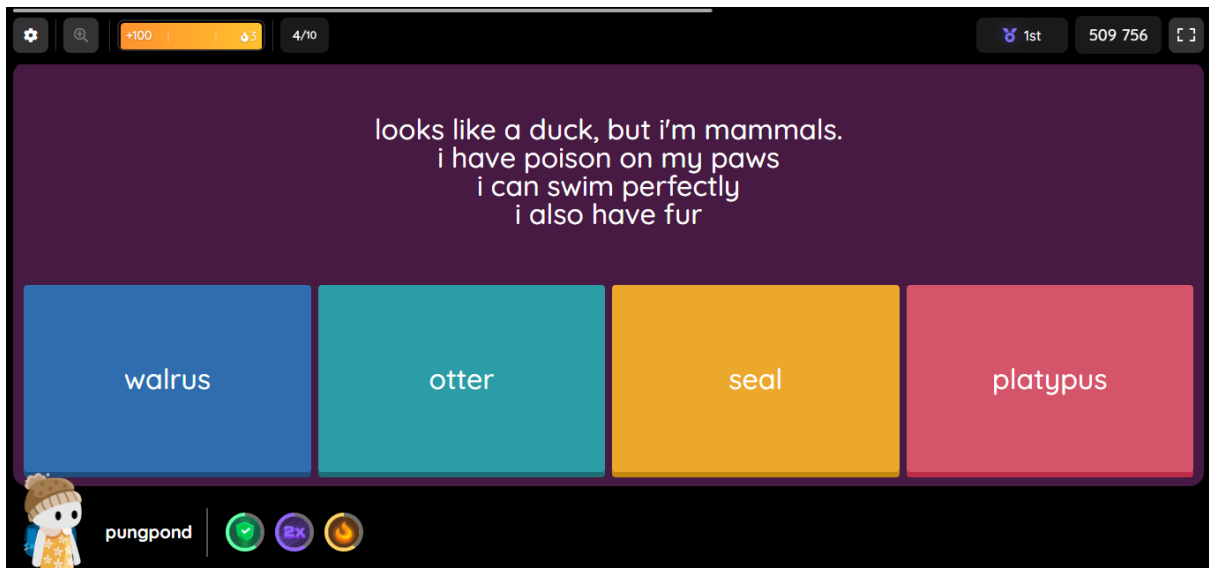 +100 3 4/10 1st 509 756
looks like a duck, but i'm mammals.
i have poison on my paws
i can swim perfectly
i also have fur
walrus otter seal platypus
pungpond 2x